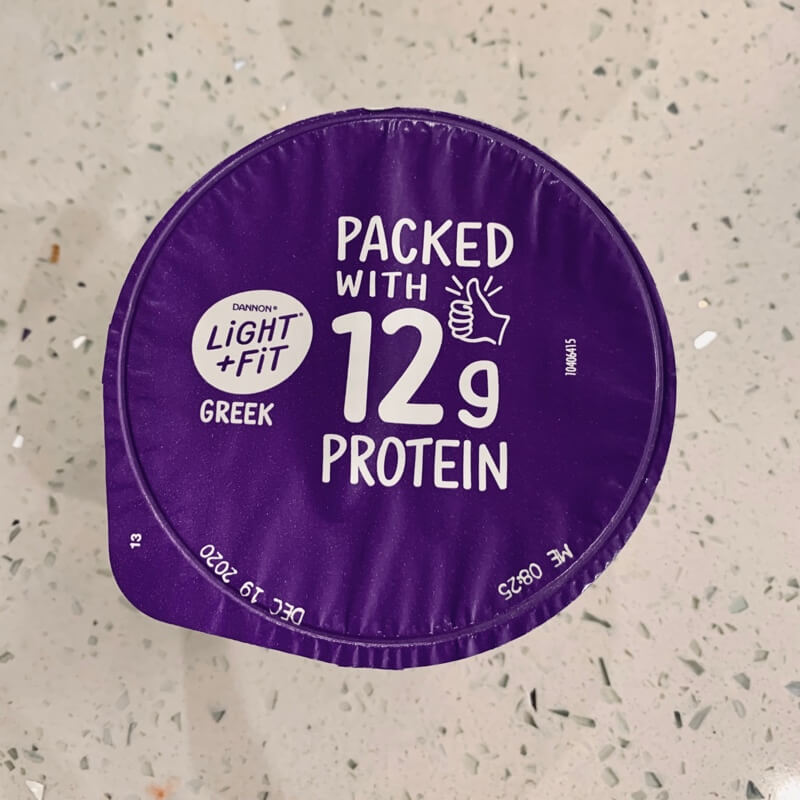 PACKED
WITH
12g
PROTEIN
DANNON®
LiGHT®
+FiT
GREEK
10406415
13
DEC 19 2020
ME 08:25